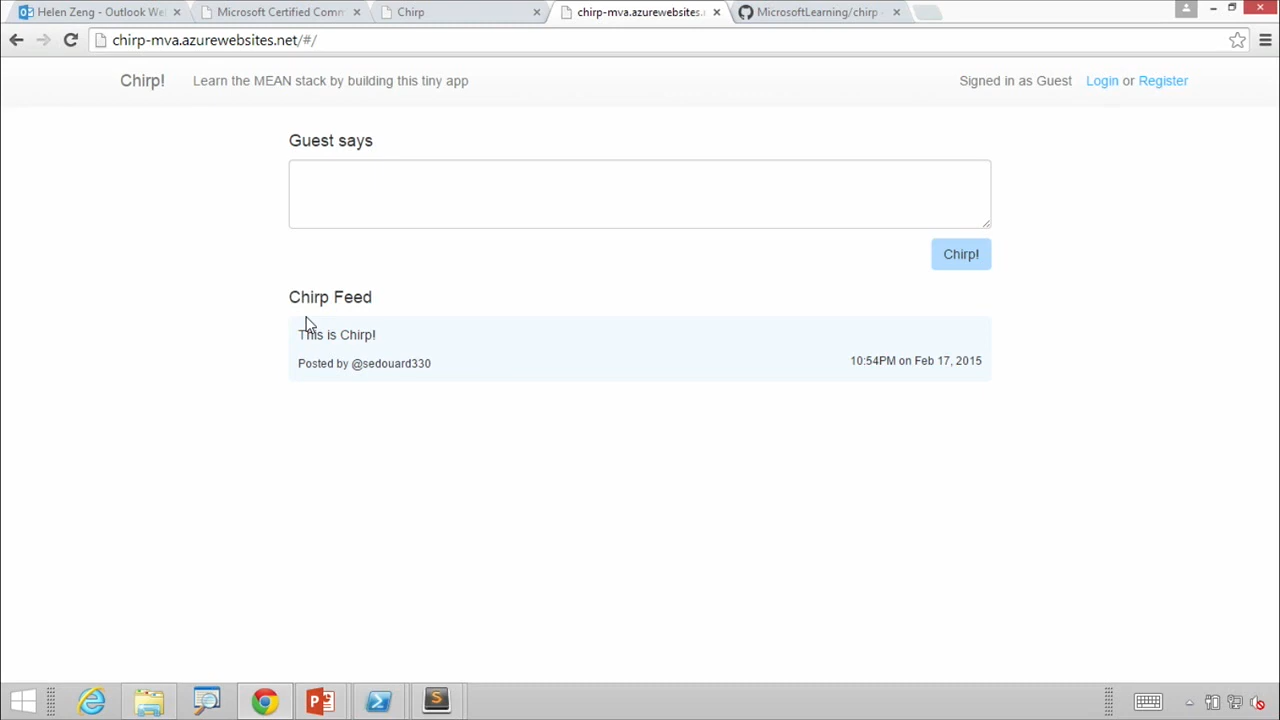 Helen Zeng - Outlook We
Microsoft Certified Comm
Chirp
chirp-mva.azurewebsites.
MicrosoftLearning/chirp
chirp-mva.azurewebsites.net/#/
Chirp!
Learn the MEAN stack by building this tiny app
Signed in as Guest
Login or Register
Guest says
Chirp!
Chirp Feed
This is Chirp!
Posted by @sedouard330
10:54PM on Feb 17, 2015